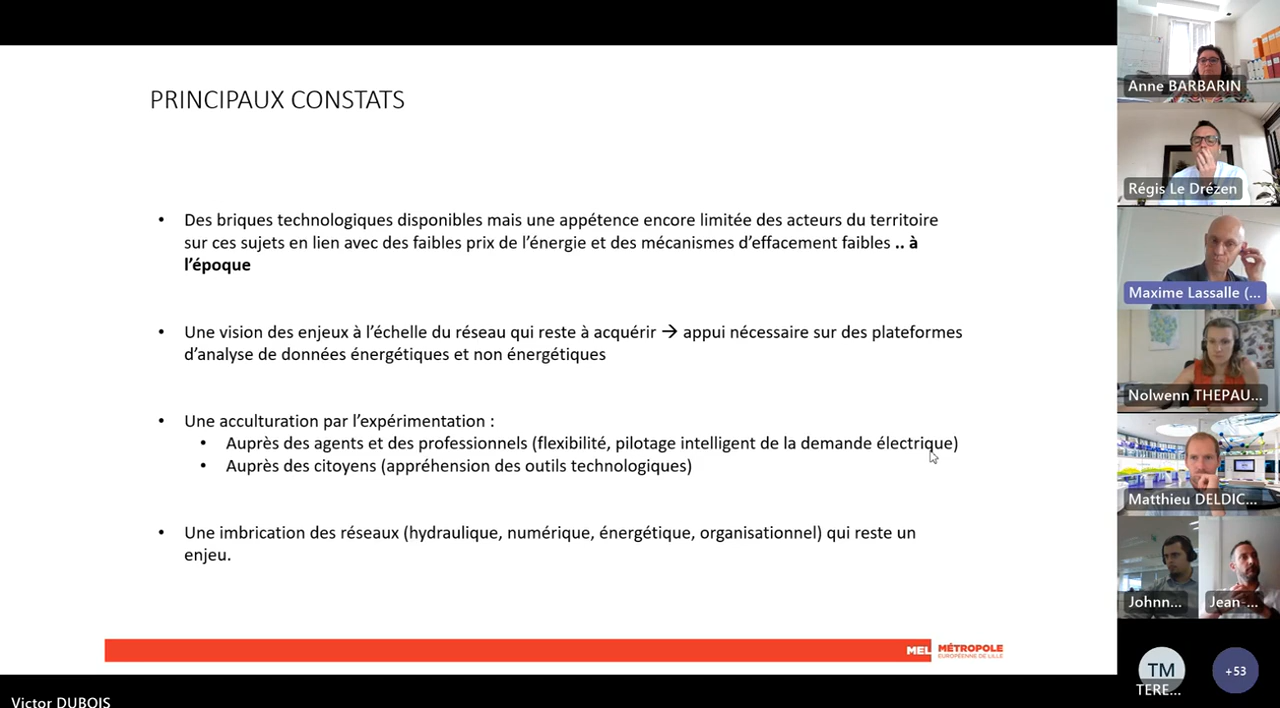 PRINCIPAUX CONSTATS
• Des briques technologiques disponibles mais une appétence encore limitée des acteurs du territoire
sur ces sujets en lien avec des faibles prix de l'énergie et des mécanismes d'effacement faibles .. à
l'époque
• Une vision des enjeux à l'échelle du réseau qui reste à acquérir → appui nécessaire sur des plateformes
d'analyse de données énergétiques et non énergétiques
• Une acculturation par l'expérimentation :
• Auprès des agents et des professionnels (flexibilité, pilotage intelligent de la demande électrique)
• Auprès des citoyens (appréhension des outils technologiques)
• Une imbrication des réseaux (hydraulique, numérique, énergétique, organisationnel) qui reste un
enjeu.
MEL MÉTROPOLE
EUROPÉENNE DE LILLE
Victor DUBOIS
Anne BARBARIN
Régis Le Drézen
Maxime Lassalle (...
Nolwenn THEPAU...
Matthieu DELDIC...
Johnn... Jean-...
TM +53
TERE...